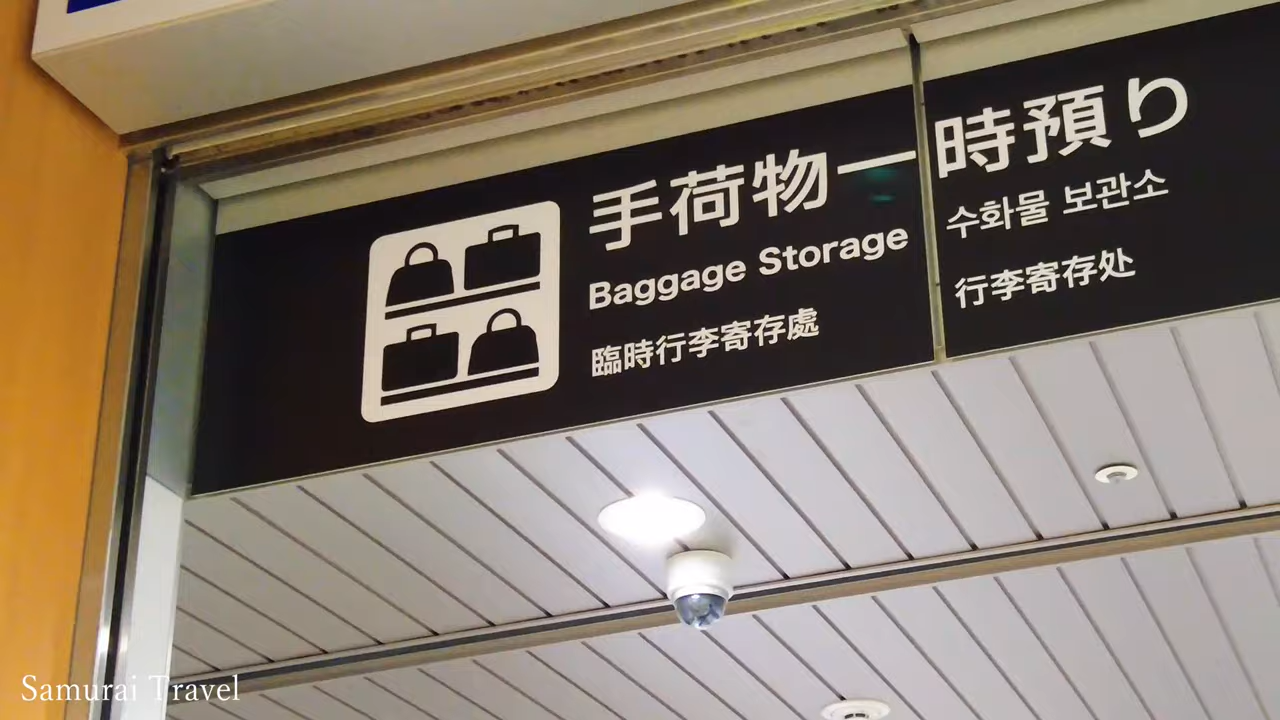 手荷物一時預り
Baggage Storage
수화물 보관소
臨時行李寄存處
行李寄存处
Samurai Travel